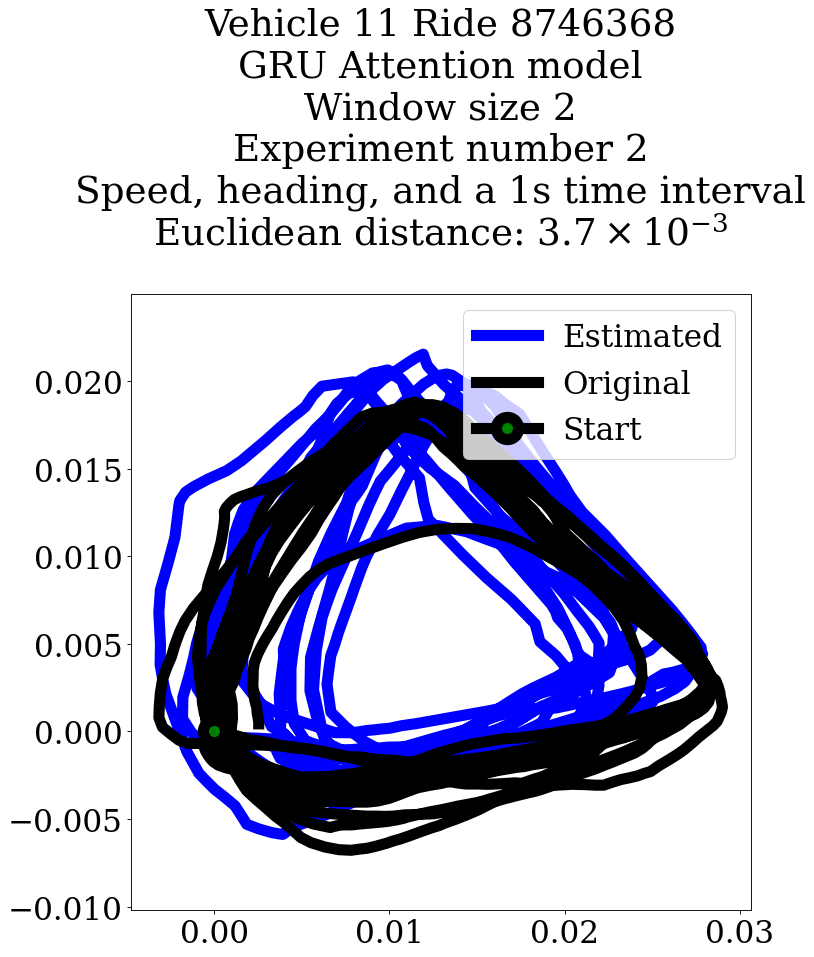 Vehicle 11 Ride 8746368
GRU Attention model
Window size 2
Experiment number 2
Speed, heading, and a 1s time interval
Euclidean distance: 3.7 × 10⁻³
Estimated
Original
Start
0.020
0.015
0.010
0.005
0.000
−0.005
−0.010
0.00 0.01 0.02 0.03